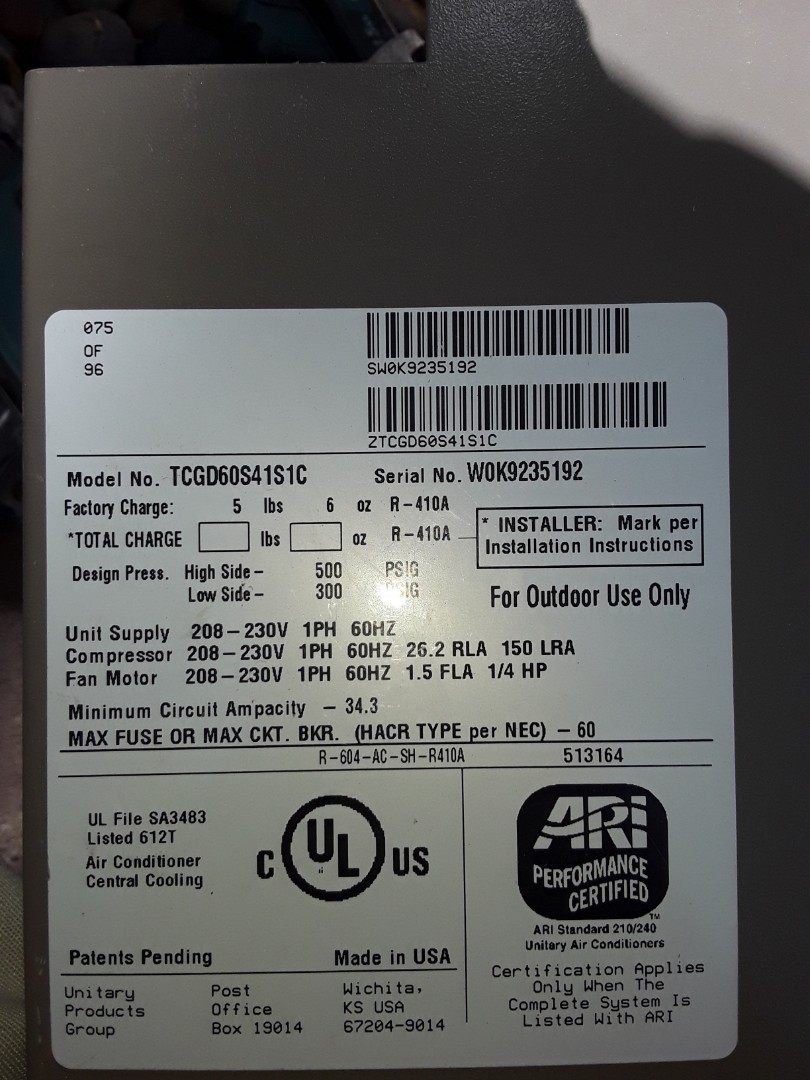 075
OF
96
SW0K9235192
ZTCGD60S41S1C
Model No. TCGD60S41S1C Serial No. W0K9235192
Factory Charge: 5 lbs 6 oz R-410A
*TOTAL CHARGE lbs oz R-410A
* INSTALLER: Mark per
Installation Instructions
Design Press. High Side – 500 PSIG
Low Side – 300 PSIG
For Outdoor Use Only
Unit Supply 208–230V 1PH 60HZ
Compressor 208–230V 1PH 60HZ 26.2 RLA 150 LRA
Fan Motor 208–230V 1PH 60HZ 1.5 FLA 1/4 HP
Minimum Circuit Ampacity – 34.3
MAX FUSE OR MAX CKT. BKR. (HACR TYPE per NEC) – 60
R-604-AC-SH-R410A 513164
UL File SA3483
Listed 612T
Air Conditioner
Central Cooling
C UL US
ARI
PERFORMANCE
CERTIFIED
TM
ARI Standard 210/240
Unitary Air Conditioners
Patents Pending Made in USA
Unitary Post Wichita,
Products Office KS USA
Group Box 19014 67204-9014
Certification Applies
Only When The
Complete System Is
Listed With ARI